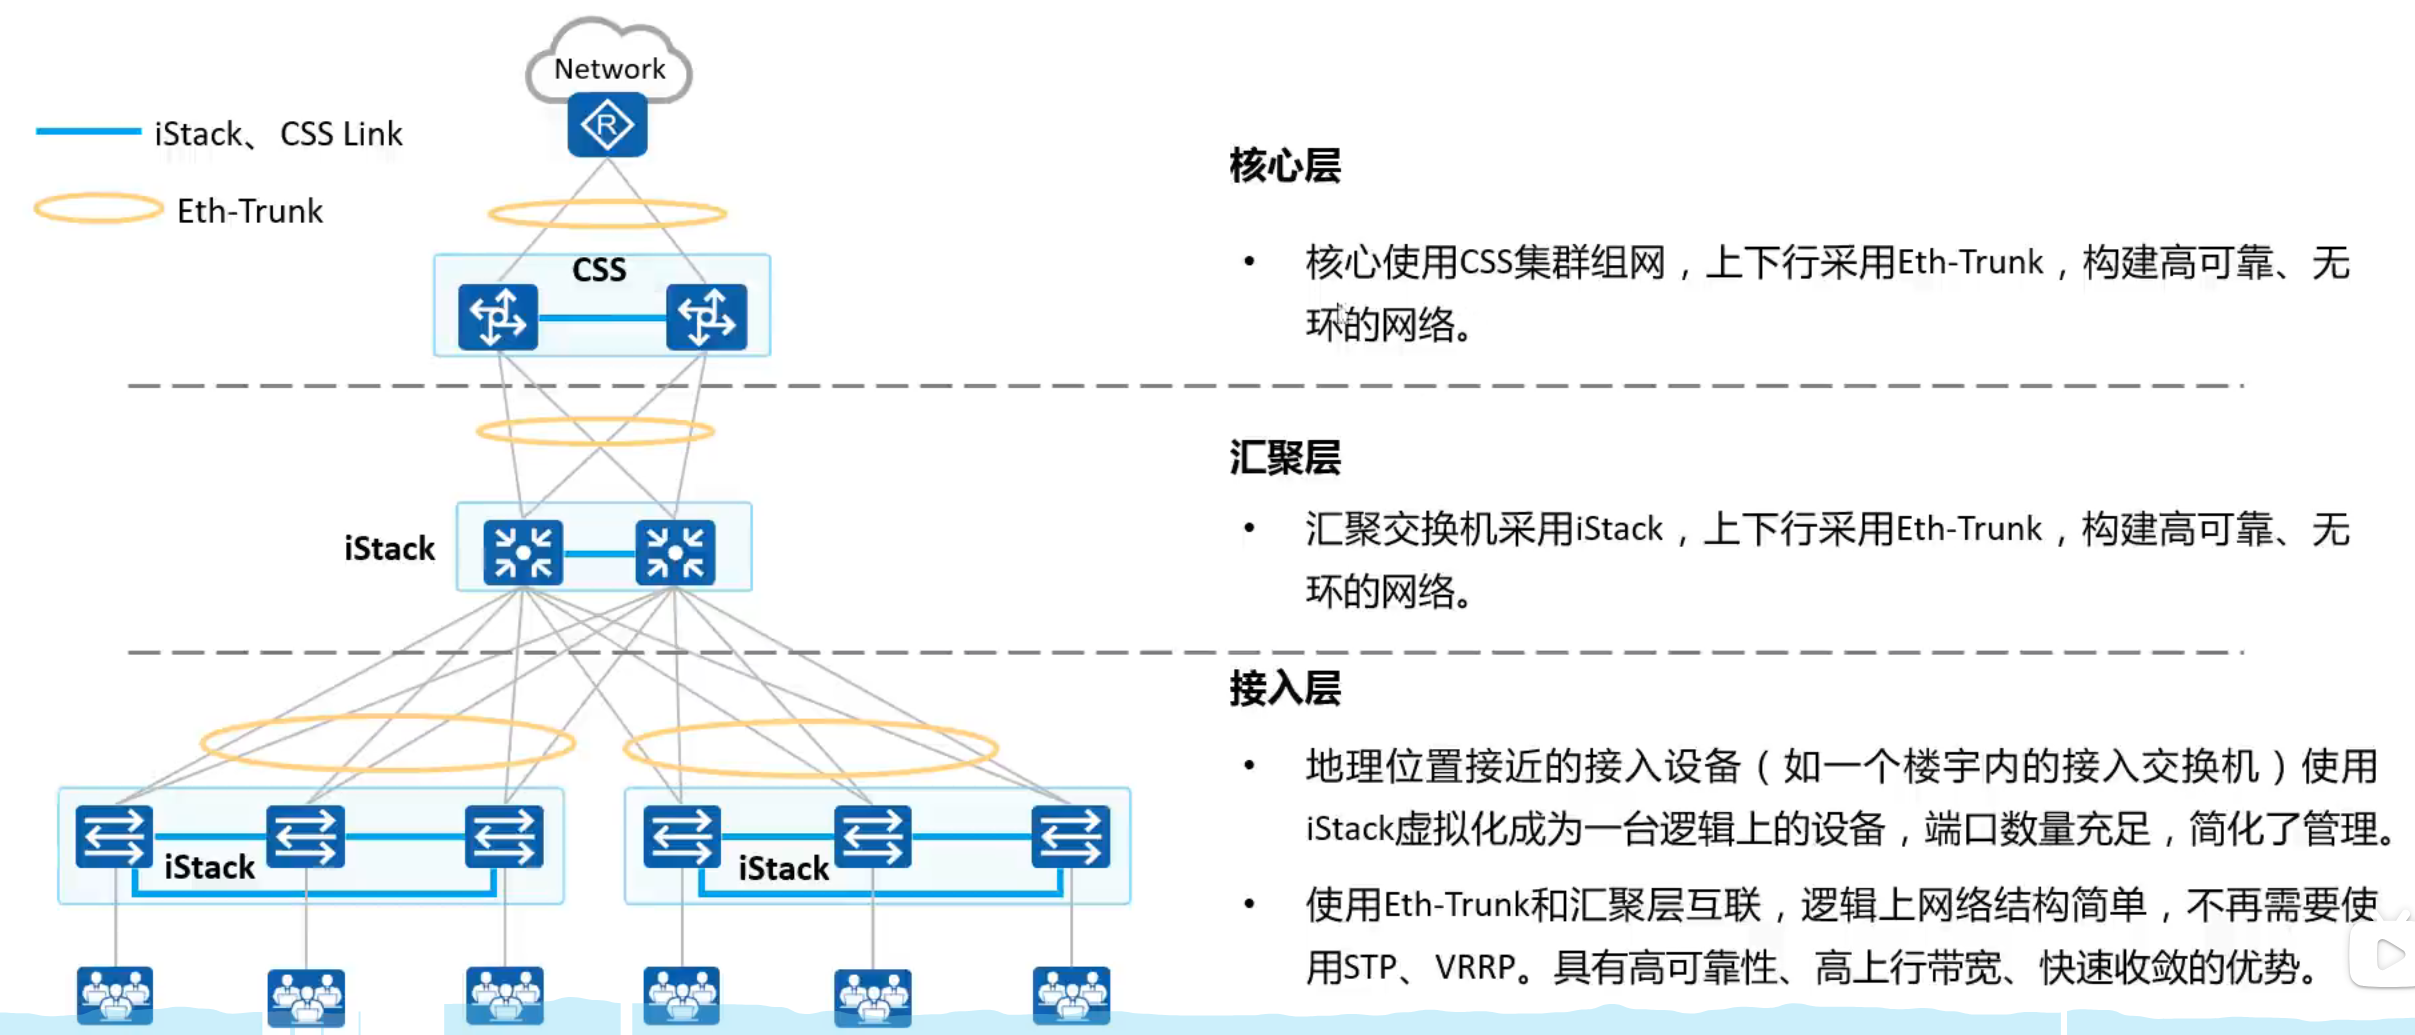 Network
R
iStack、CSS Link
Eth-Trunk
CSS
iStack
iStack
iStack
核心层
• 核心使用CSS集群组网，上下行采用Eth-Trunk，构建高可靠、无
环的网络。
汇聚层
• 汇聚交换机采用iStack，上下行采用Eth-Trunk，构建高可靠、无
环的网络。
接入层
• 地理位置接近的接入设备（如一个楼宇内的接入交换机）使用
iStack虚拟化成为一台逻辑上的设备，端口数量充足，简化了管理。
• 使用Eth-Trunk和汇聚层互联，逻辑上网络结构简单，不再需要使
用STP、VRRP。具有高可靠性、高上行带宽、快速收敛的优势。